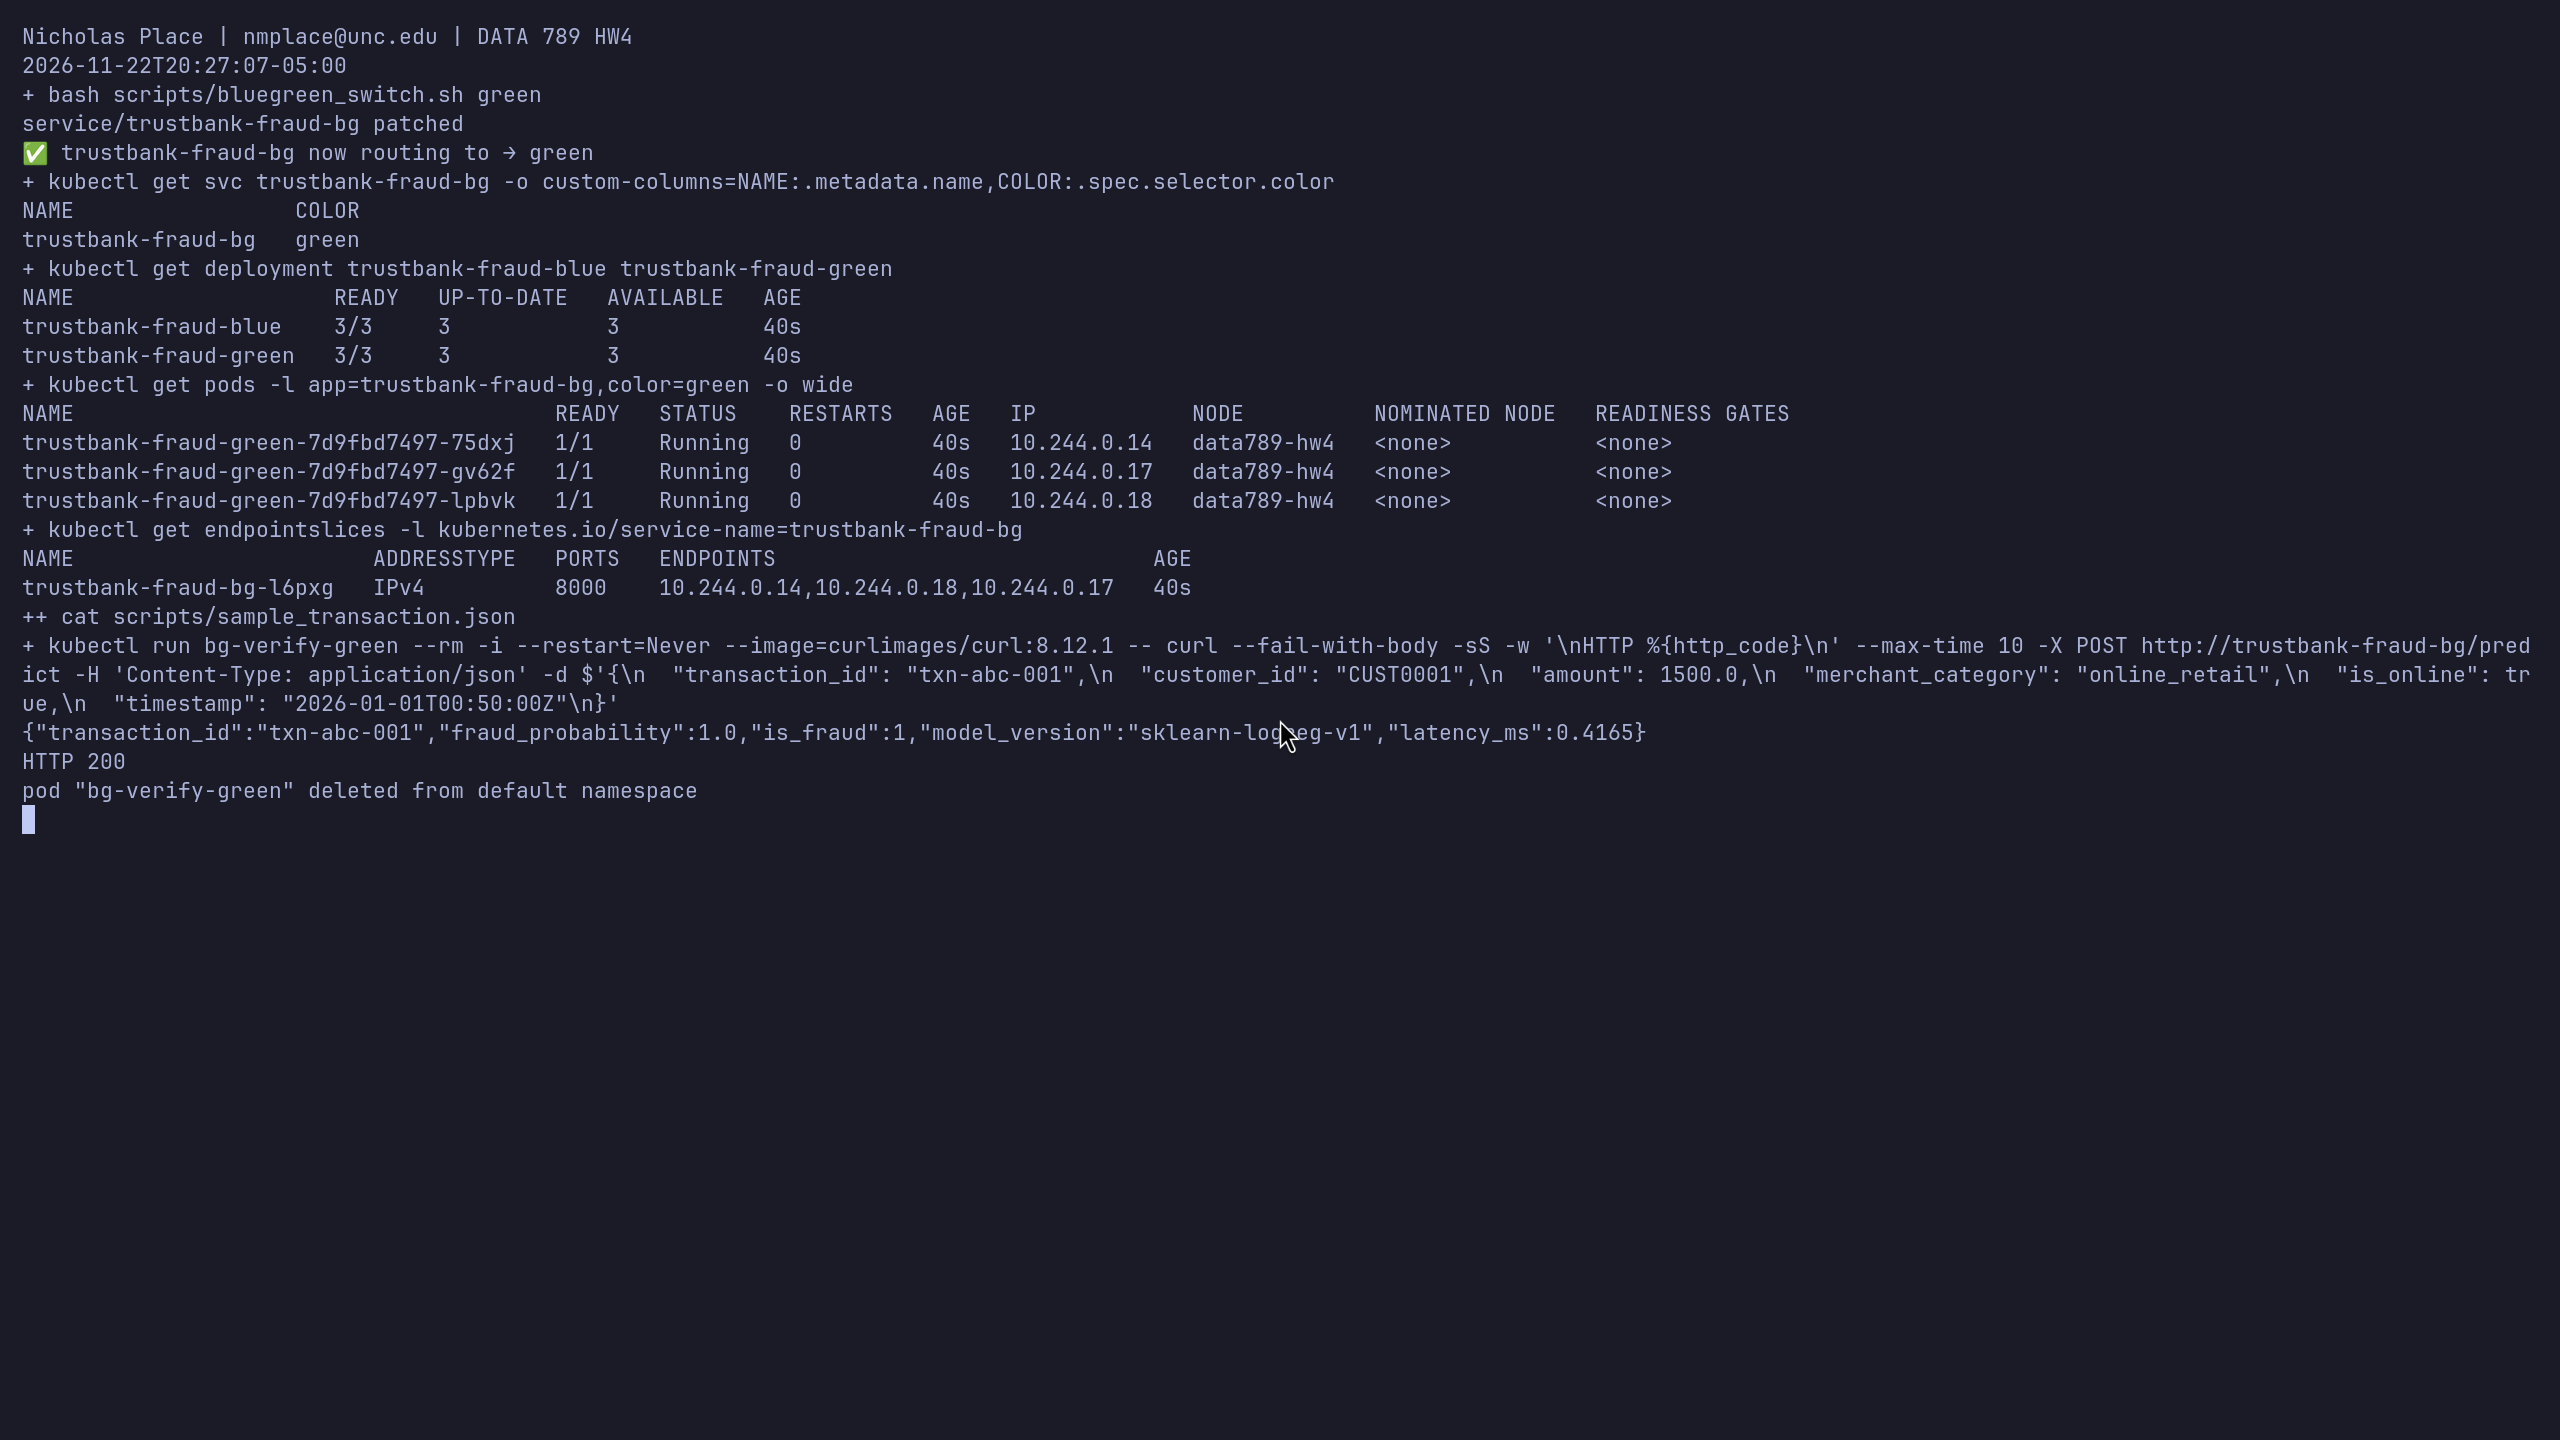 Nicholas Place | nmplace@unc.edu | DATA 789 HW4
2026-11-22T20:27:07-05:00
+ bash scripts/bluegreen_switch.sh green
service/trustbank-fraud-bg patched
✅ trustbank-fraud-bg now routing to → green
+ kubectl get svc trustbank-fraud-bg -o custom-columns=NAME:.metadata.name,COLOR:.spec.selector.color
NAME                 COLOR
trustbank-fraud-bg   green
+ kubectl get deployment trustbank-fraud-blue trustbank-fraud-green
NAME                    READY   UP-TO-DATE   AVAILABLE   AGE
trustbank-fraud-blue    3/3     3            3           40s
trustbank-fraud-green   3/3     3            3           40s
+ kubectl get pods -l app=trustbank-fraud-bg,color=green -o wide
NAME                                     READY   STATUS    RESTARTS   AGE   IP            NODE          NOMINATED NODE   READINESS GATES
trustbank-fraud-green-7d9fbd7497-75dxj   1/1     Running   0          40s   10.244.0.14   data789-hw4   <none>           <none>
trustbank-fraud-green-7d9fbd7497-gv62f   1/1     Running   0          40s   10.244.0.17   data789-hw4   <none>           <none>
trustbank-fraud-green-7d9fbd7497-lpbvk   1/1     Running   0          40s   10.244.0.18   data789-hw4   <none>           <none>
+ kubectl get endpointslices -l kubernetes.io/service-name=trustbank-fraud-bg
NAME                       ADDRESSTYPE   PORTS   ENDPOINTS                             AGE
trustbank-fraud-bg-l6pxg   IPv4          8000    10.244.0.14,10.244.0.18,10.244.0.17   40s
++ cat scripts/sample_transaction.json
+ kubectl run bg-verify-green --rm -i --restart=Never --image=curlimages/curl:8.12.1 -- curl --fail-with-body -sS -w '\nHTTP %{http_code}\n' --max-time 10 -X POST http://trustbank-fraud-bg/pred
ict -H 'Content-Type: application/json' -d $'{\n  "transaction_id": "txn-abc-001",\n  "customer_id": "CUST0001",\n  "amount": 1500.0,\n  "merchant_category": "online_retail",\n  "is_online": tr
ue,\n  "timestamp": "2026-01-01T00:50:00Z"\n}'
{"transaction_id":"txn-abc-001","fraud_probability":1.0,"is_fraud":1,"model_version":"sklearn-logreg-v1","latency_ms":0.4165}
HTTP 200
pod "bg-verify-green" deleted from default namespace